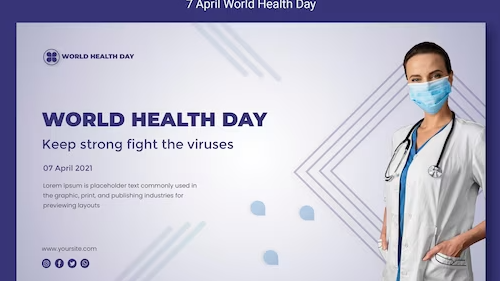 7 April World Health Day
WORLD HEALTH DAY
WORLD HEALTH DAY
Keep strong fight the viruses
07 April 2021
Lorem ipsum is placeholder text commonly used in
the graphic, print, and publishing industries for
previewing layouts
www.yoursite.com